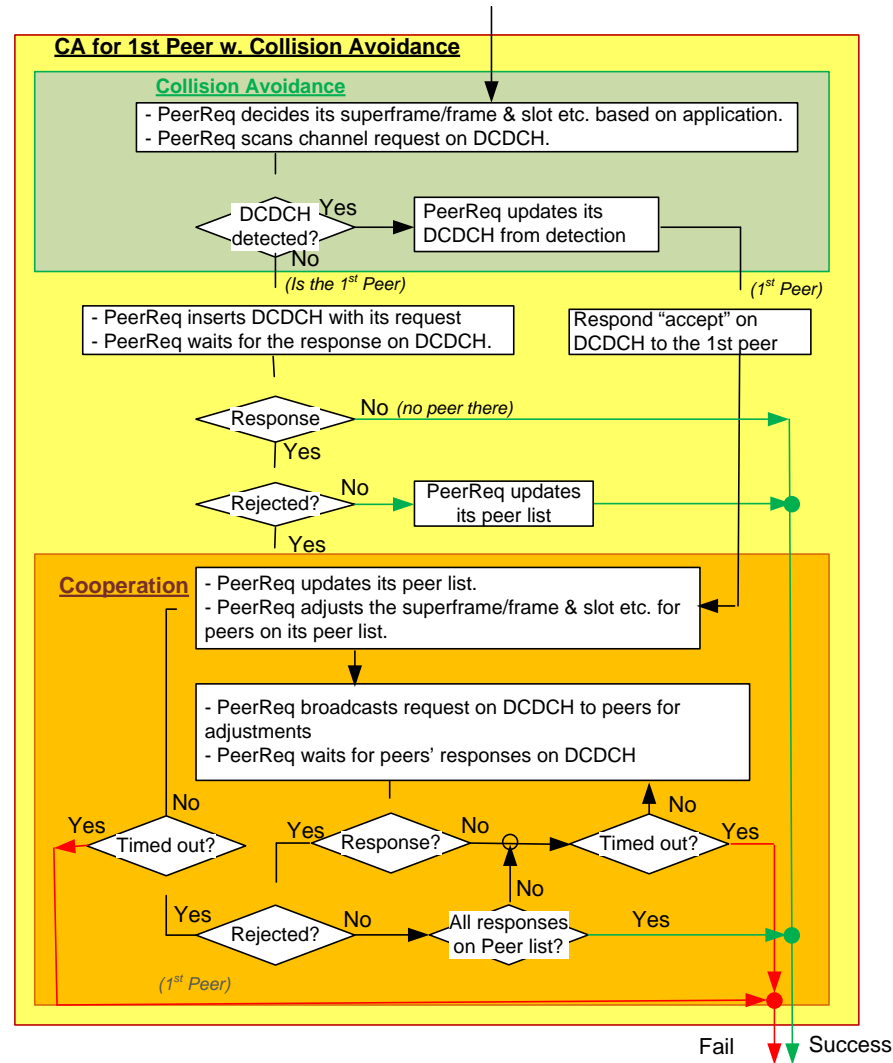 CA for 1st Peer w. Collision Avoidance
Collision Avoidance
- PeerReq decides its superframe/frame & slot etc. based on application.
- PeerReq scans channel request on DCDCH.
DCDCH
detected?
Yes
PeerReq updates its
DCDCH from detection
No
(Is the 1st Peer)
(1st Peer)
- PeerReq inserts DCDCH with its request
- PeerReq waits for the response on DCDCH.
Respond “accept” on
DCDCH to the 1st peer
Response
No (no peer there)
Yes
Rejected?
No
PeerReq updates
its peer list
Yes
Cooperation
- PeerReq updates its peer list.
- PeerReq adjusts the superframe/frame & slot etc. for
peers on its peer list.
- PeerReq broadcasts request on DCDCH to peers for
adjustments
- PeerReq waits for peers’ responses on DCDCH
No
Yes
Timed out?
Yes
Response?
No
No
Timed out?
Yes
Yes
Rejected?
No
No
All responses
on Peer list?
Yes
(1st Peer)
Fail
Success